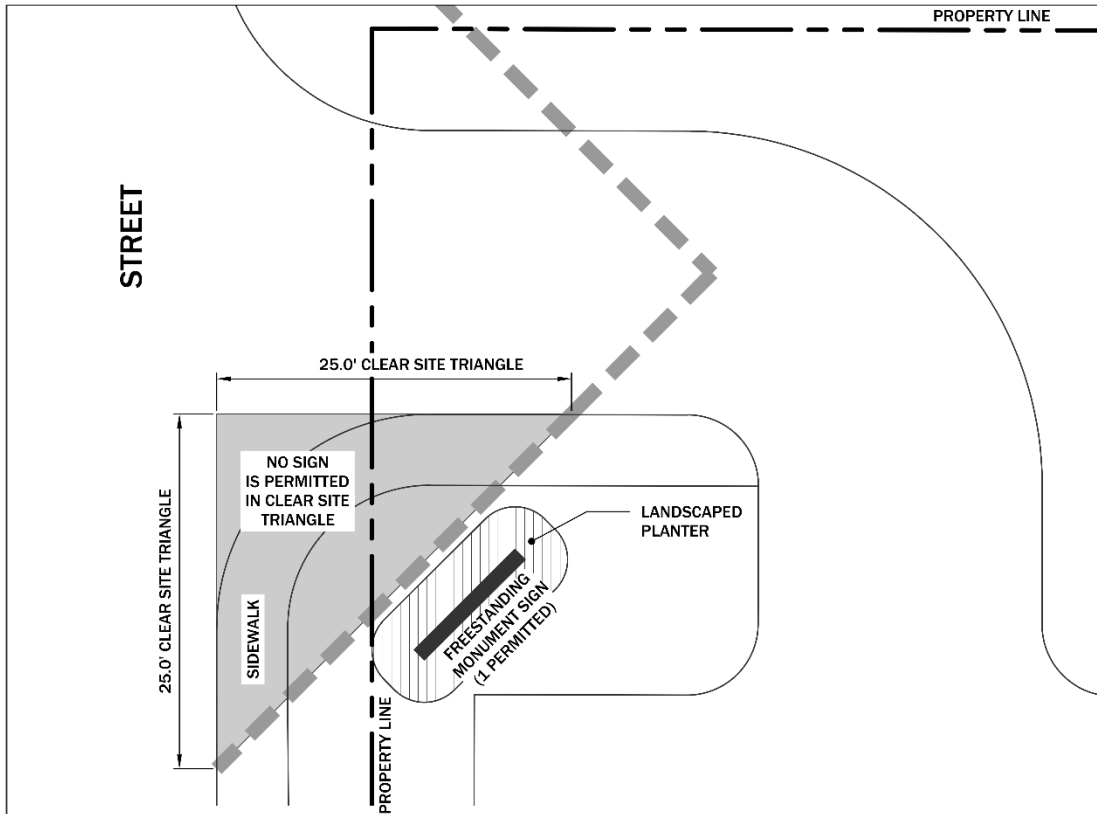 PROPERTY LINE
STREET
25.0' CLEAR SITE TRIANGLE
NO SIGN
IS PERMITTED
IN CLEAR SITE
TRIANGLE
25.0' CLEAR SITE TRIANGLE
SIDEWALK
LANDSCAPED
PLANTER
FREESTANDING
MONUMENT SIGN
(1 PERMITTED)
PROPERTY LINE